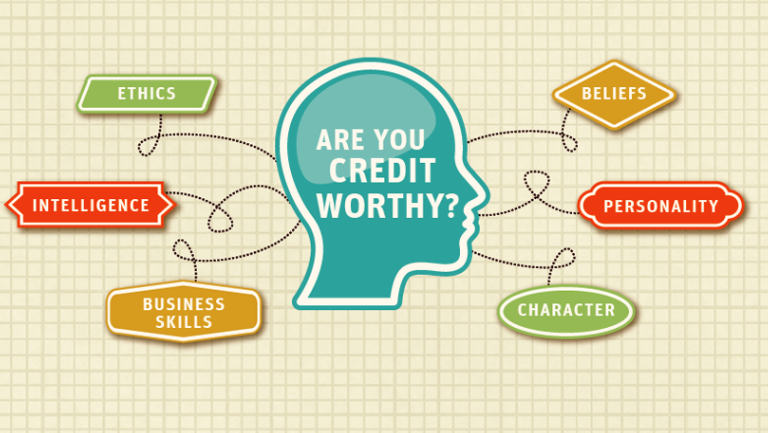 ETHICS
INTELLIGENCE
BUSINESS
SKILLS
ARE YOU
CREDIT
WORTHY?
BELIEFS
PERSONALITY
CHARACTER